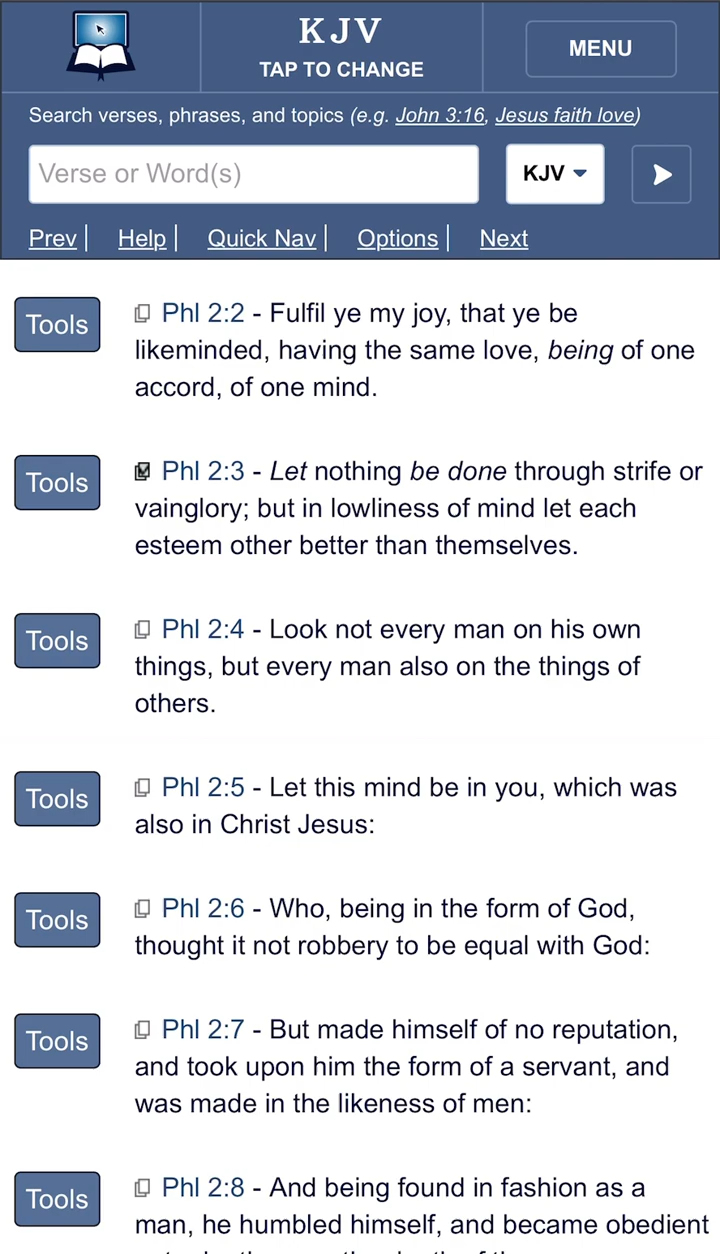 KJV
TAP TO CHANGE
MENU
Search verses, phrases, and topics (e.g. John 3:16, Jesus faith love)
Verse or Word(s)
KJV
Prev | Help | Quick Nav | Options | Next
Tools
Phl 2:2 - Fulfil ye my joy, that ye be
likeminded, having the same love, being of one
accord, of one mind.
Tools
Phl 2:3 - Let nothing be done through strife or
vainglory; but in lowliness of mind let each
esteem other better than themselves.
Tools
Phl 2:4 - Look not every man on his own
things, but every man also on the things of
others.
Tools
Phl 2:5 - Let this mind be in you, which was
also in Christ Jesus:
Tools
Phl 2:6 - Who, being in the form of God,
thought it not robbery to be equal with God:
Tools
Phl 2:7 - But made himself of no reputation,
and took upon him the form of a servant, and
was made in the likeness of men:
Tools
Phl 2:8 - And being found in fashion as a
man, he humbled himself, and became obedient